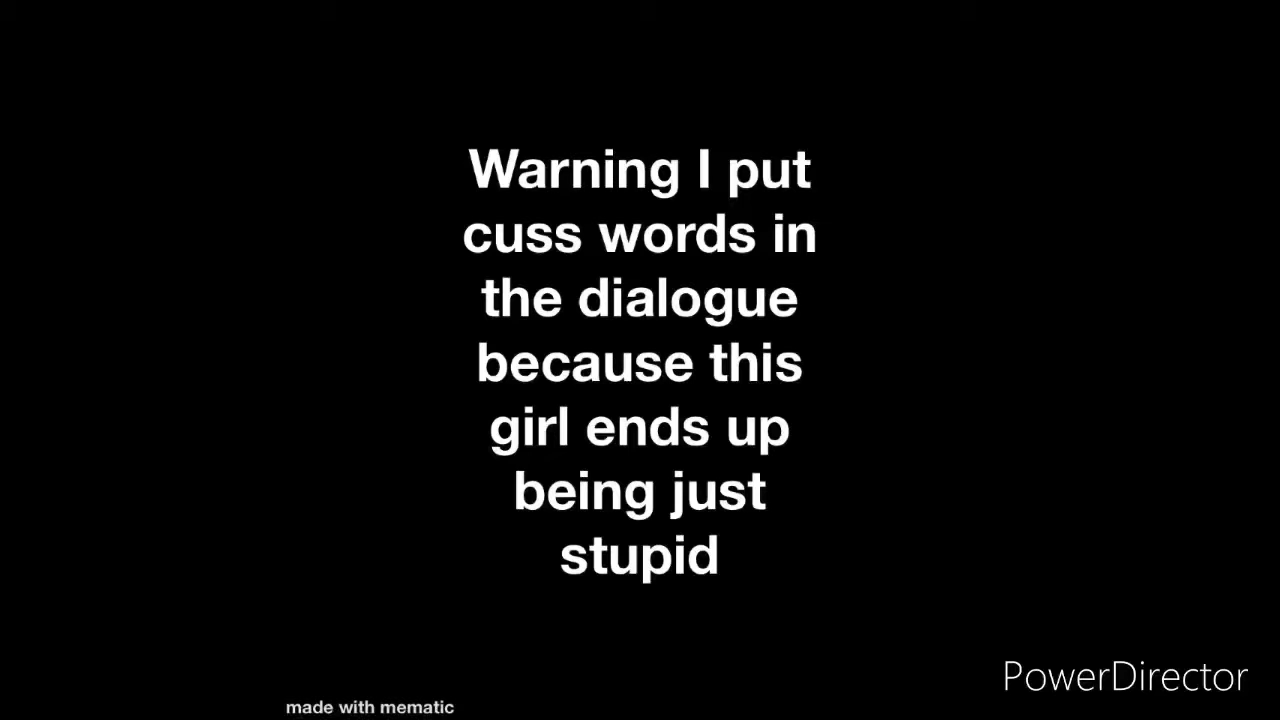 Warning I put
cuss words in
the dialogue
because this
girl ends up
being just
stupid
PowerDirector
made with mematic